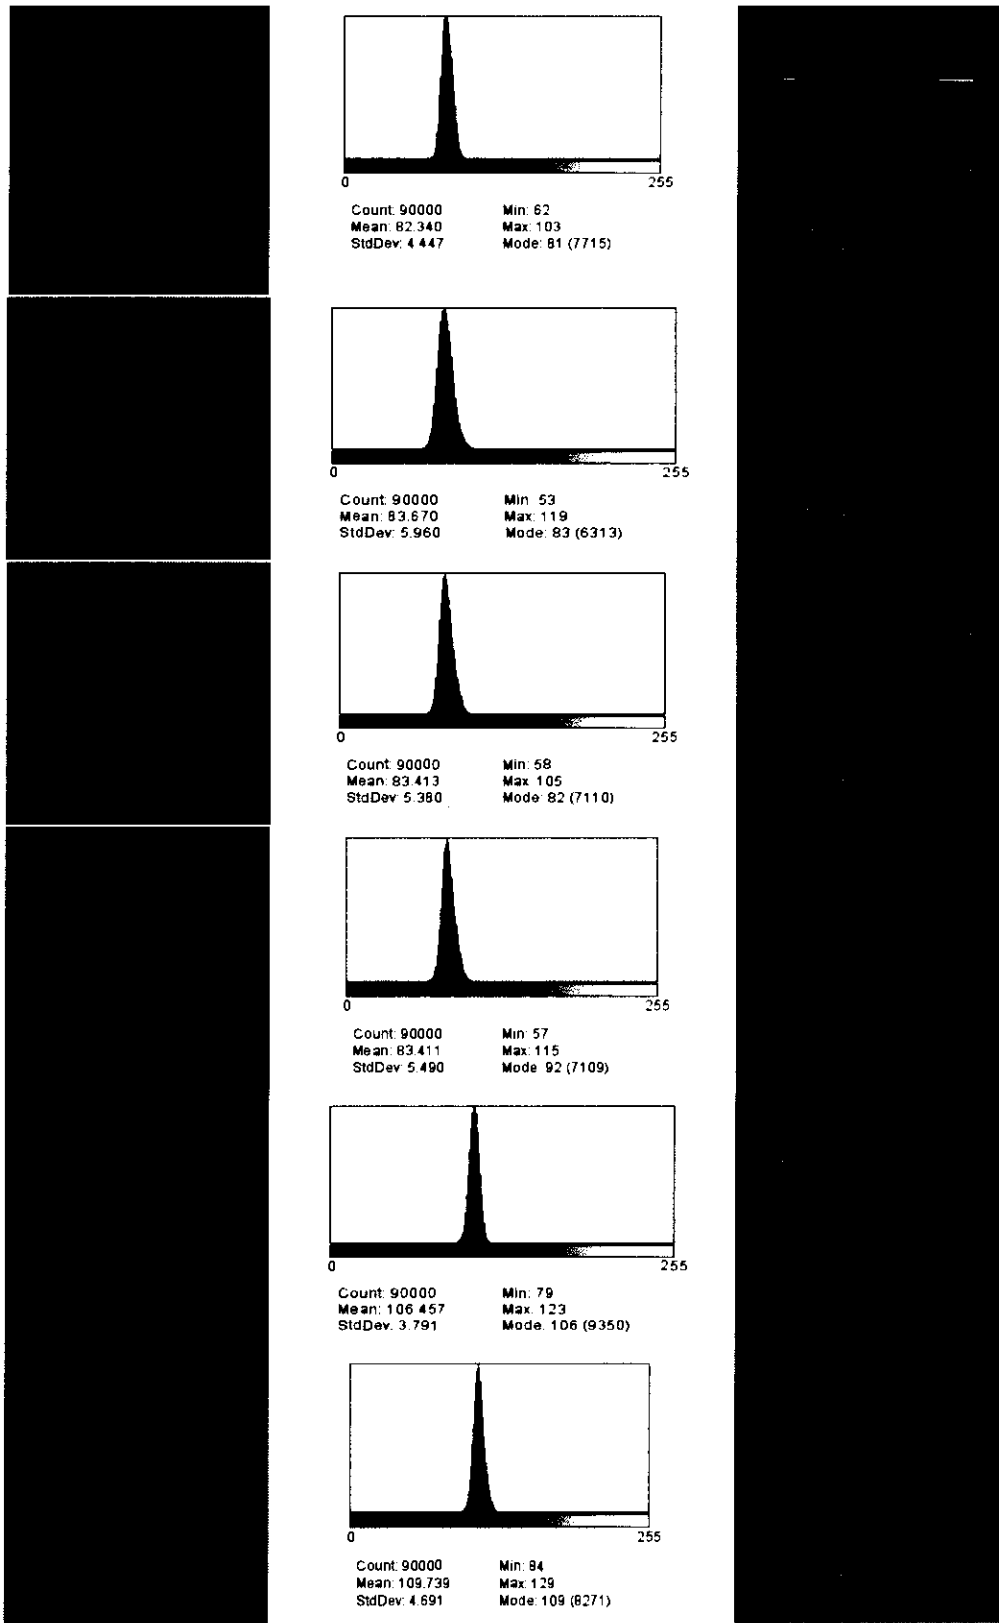 0 255
Count: 90000 Min: 62
Mean: 82.340 Max: 103
StdDev: 4.447 Mode: 81 (7715)
0 255
Count: 90000 Min: 53
Mean: 83.670 Max: 119
StdDev: 5.960 Mode: 83 (6313)
0 255
Count: 90000 Min: 58
Mean: 83.413 Max: 105
StdDev: 5.380 Mode: 82 (7110)
0 255
Count: 90000 Min: 57
Mean: 83.411 Max: 115
StdDev: 5.490 Mode: 92 (7109)
0 255
Count: 90000 Min: 79
Mean: 106.457 Max: 123
StdDev: 3.791 Mode: 106 (9350)
0 255
Count: 90000 Min: 84
Mean: 109.739 Max: 129
StdDev: 4.691 Mode: 109 (8271)